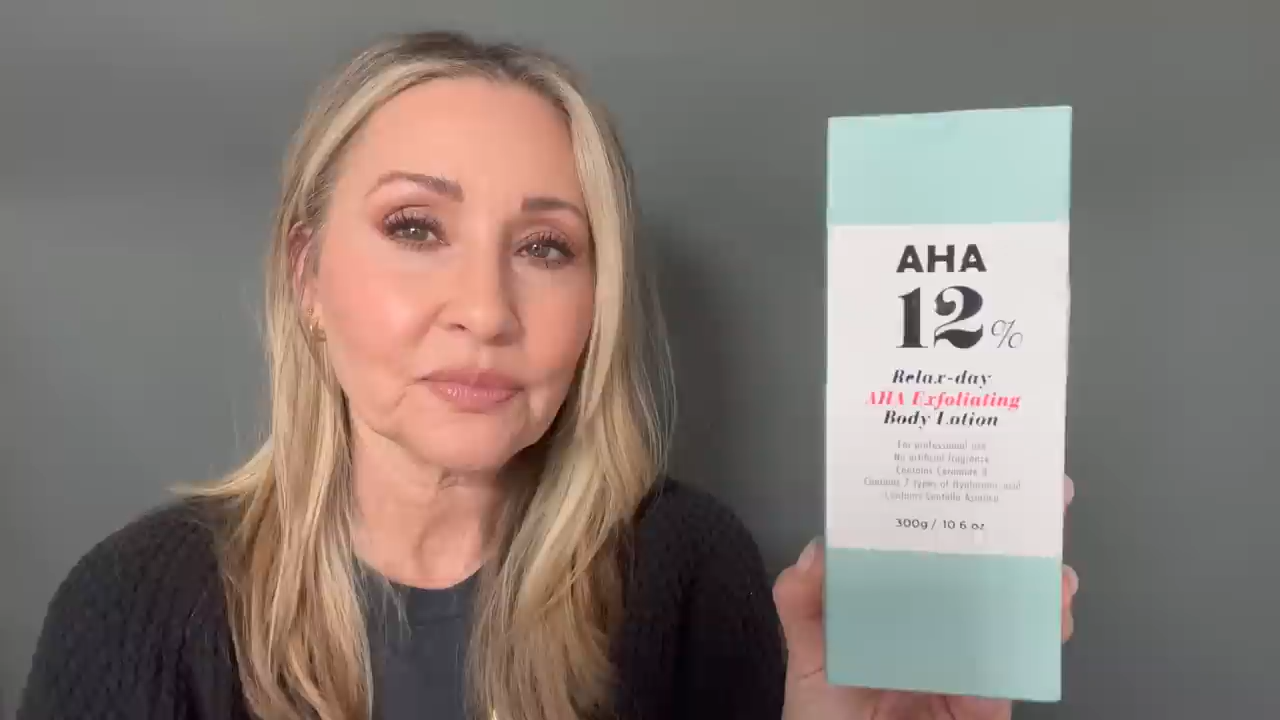 AHA
12%
Relax-day
AHA Exfoliating
Body Lotion
For professional use
No artificial fragrance
Contains Ceramide 3
Contains 7 types of Hyaluronic acid
Contains Centella Asiatica
300g / 10.6 oz